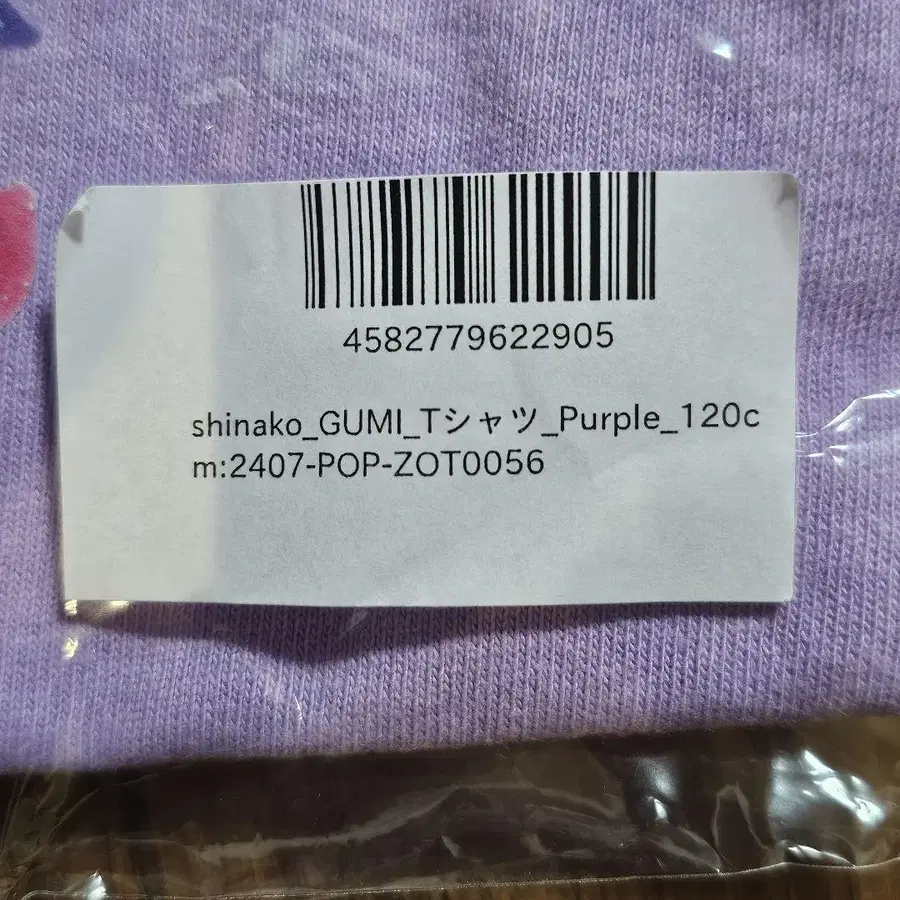 4582779622905
shinako_GUMI_Tシャツ_Purple_120c
m:2407-POP-ZOT0056